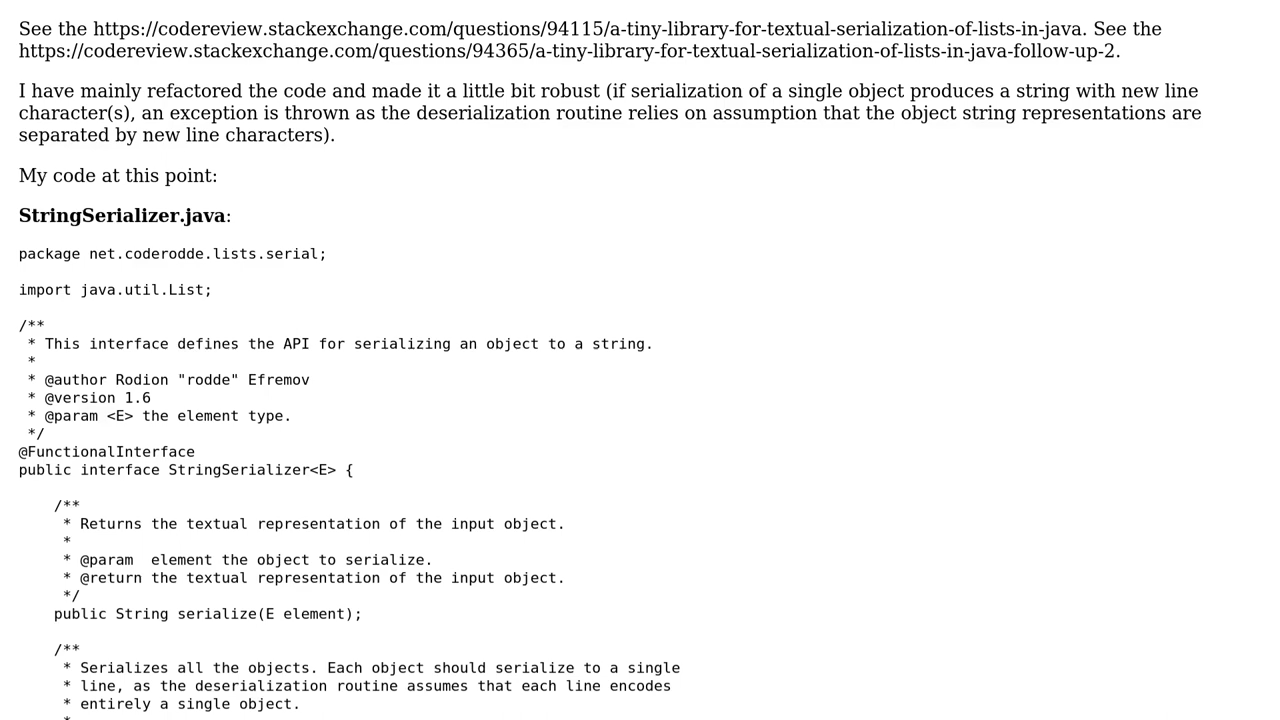 See the https://codereview.stackexchange.com/questions/94115/a-tiny-library-for-textual-serialization-of-lists-in-java. See the
https://codereview.stackexchange.com/questions/94365/a-tiny-library-for-textual-serialization-of-lists-in-java-follow-up-2.
I have mainly refactored the code and made it a little bit robust (if serialization of a single object produces a string with new line
character(s), an exception is thrown as the deserialization routine relies on assumption that the object string representations are
separated by new line characters).
My code at this point:
StringSerializer.java:
package net.coderodde.lists.serial;
import java.util.List;
/**
 * This interface defines the API for serializing an object to a string.
 *
 * @author Rodion "rodde" Efremov
 * @version 1.6
 * @param <E> the element type.
 */
@FunctionalInterface
public interface StringSerializer<E> {
    /**
     * Returns the textual representation of the input object.
     *
     * @param  element the object to serialize.
     * @return the textual representation of the input object.
     */
    public String serialize(E element);
    /**
     * Serializes all the objects. Each object should serialize to a single
     * line, as the deserialization routine assumes that each line encodes
     * entirely a single object.
     *